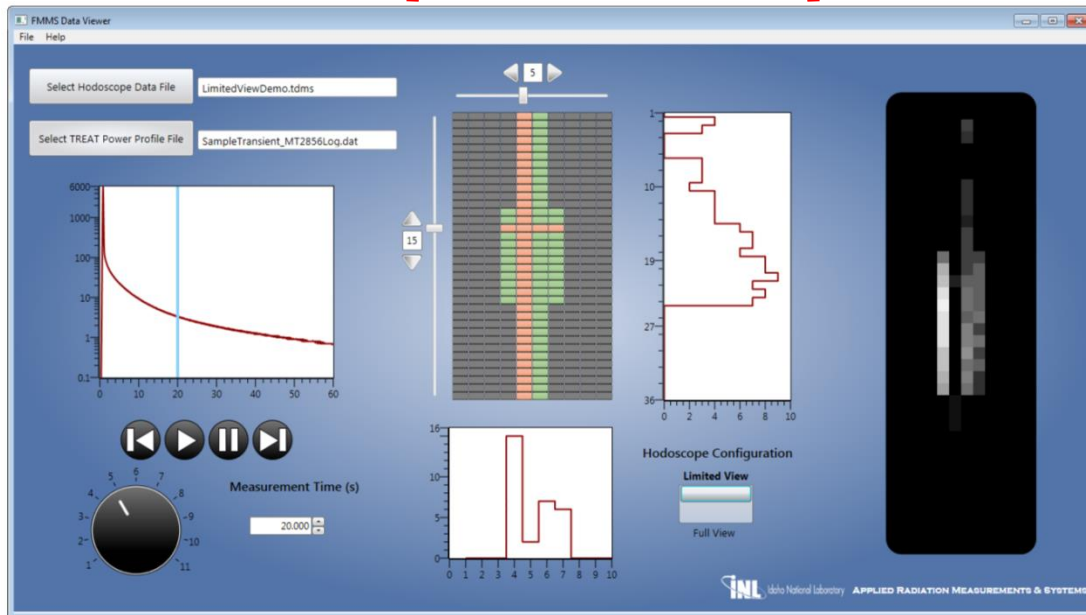 FMMS Data Viewer
File Help
Select Hodoscope Data File
LimitedViewDemo.tdms
Select TREAT Power Profile File
SampleTransient_MT2856Log.dat
5
15
6000
1000
100
10
1
0.1
0 10 20 30 40 50 60
1
10
19
27
36
0 2 4 6 8 10
16
10
5
0
0 1 2 3 4 5 6 7 8 9 10
Measurement Time (s)
20.000
1 2 3 4 5 6 7 8 9 10 11
Hodoscope Configuration
Limited View
Full View
INL Idaho National Laboratory APPLIED RADIATION MEASUREMENTS & SYSTEMS